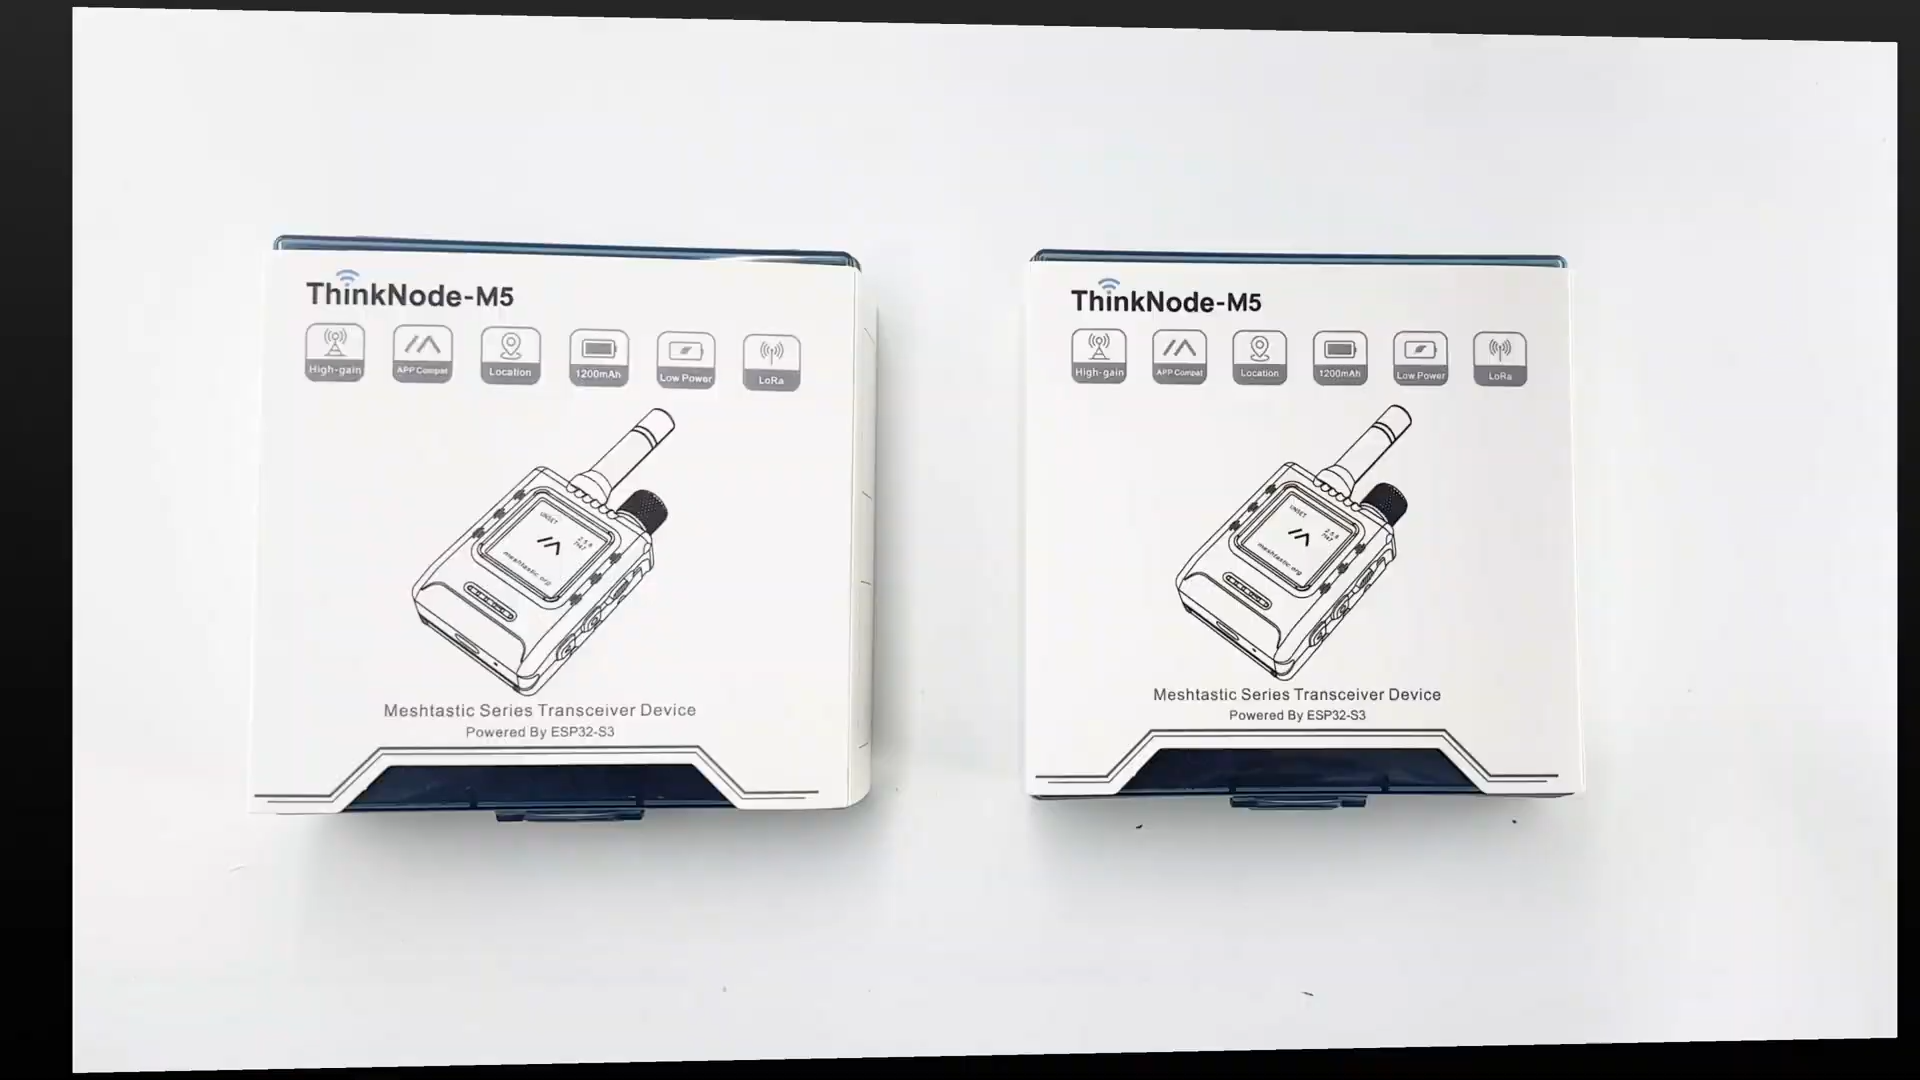 ThinkNode-M5
High-gain
APP Compat
Location
1200mAh
Low Power
LoRa
UNSET
meshtastic.org
Meshtastic Series Transceiver Device
Powered By ESP32-S3
ThinkNode-M5
High-gain
APP Compat
Location
1200mAh
Low Power
LoRa
UNSET
meshtastic.org
Meshtastic Series Transceiver Device
Powered By ESP32-S3